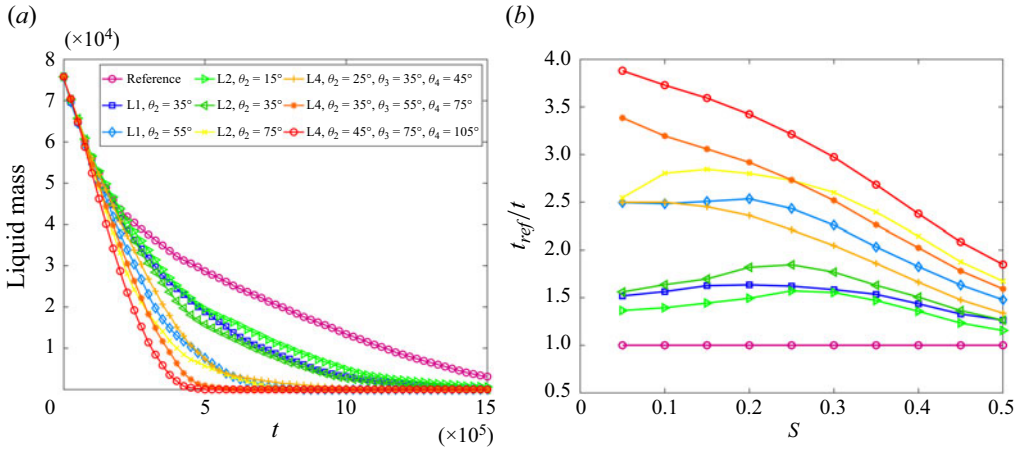 (a)
(×10⁴)
8
7
6
5
4
3
2
1
0
Liquid mass
5
10
15
t
(×10⁵)
Reference
L1, θ₂ = 35°
L1, θ₂ = 55°
L2, θ₂ = 15°
L2, θ₂ = 35°
L2, θ₂ = 75°
L4, θ₂ = 25°, θ₃ = 35°, θ₄ = 45°
L4, θ₂ = 35°, θ₃ = 55°, θ₄ = 75°
L4, θ₂ = 45°, θ₃ = 75°, θ₄ = 105°
(b)
4.0
3.5
3.0
2.5
2.0
1.5
1.0
0.5
t_ref/t
0
0.1
0.2
0.3
0.4
0.5
S